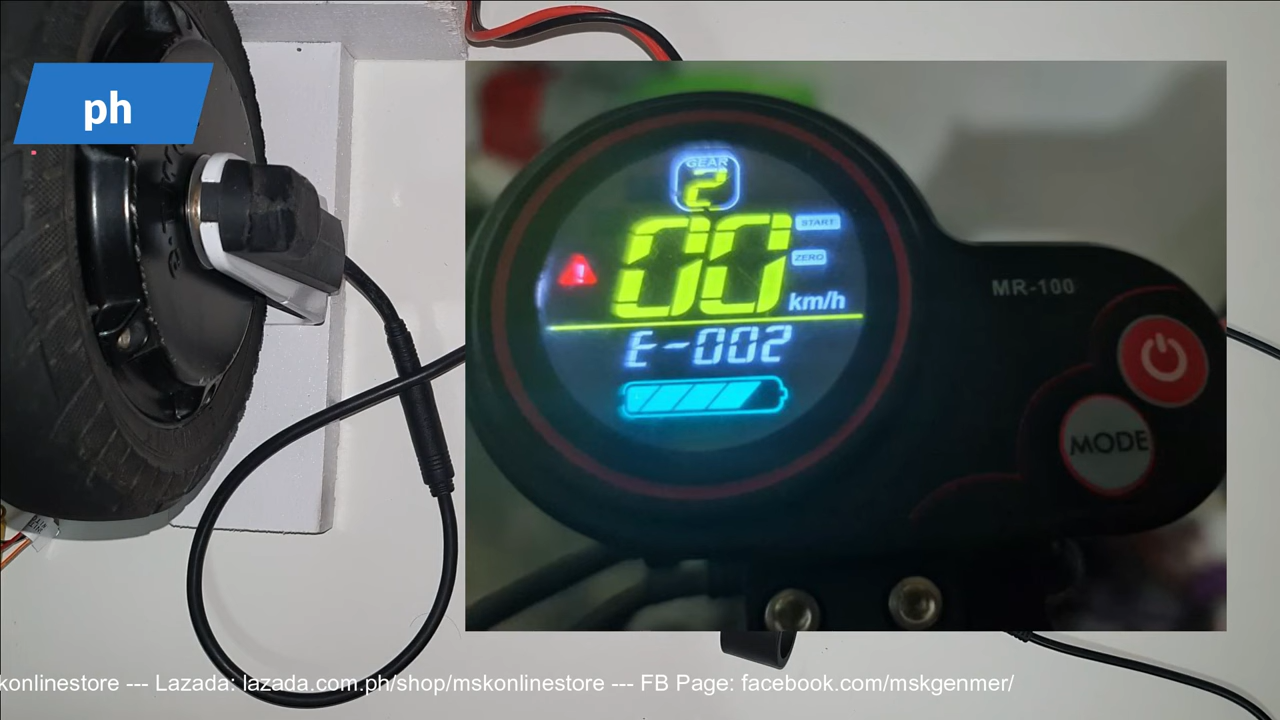 ph
GEAR
2
00
START
ZERO
km/h
E-002
MR-100
MODE
konlinestore --- Lazada: lazada.com.ph/shop/mskonlinestore --- FB Page: facebook.com/mskgenmer/